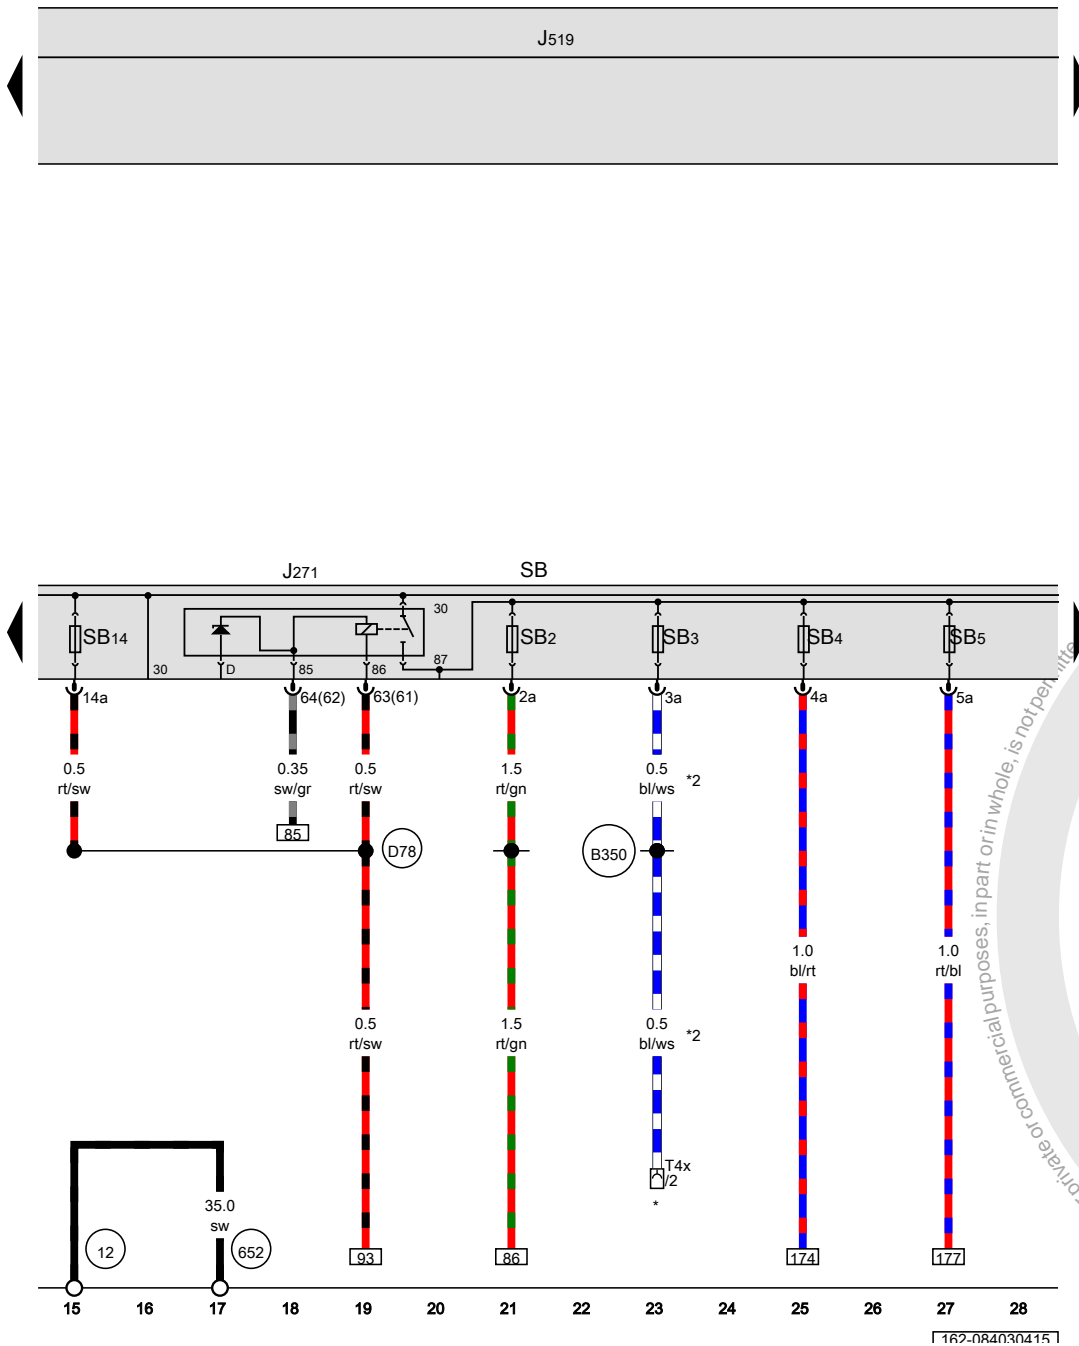 J519
J271
SB
30
SB14
SB2
SB3
SB4
SB5
87
30
D
85
86
14a
64(62)
63(61)
2a
3a
4a
5a
0.5
rt/sw
0.35
sw/gr
0.5
rt/sw
1.5
rt/gn
0.5
bl/ws
*2
85
D78
B350
1.0
bl/rt
1.0
rt/bl
0.5
rt/sw
1.5
rt/gn
0.5
bl/ws
*2
T4x
/2
*
35.0
sw
12
652
93
86
174
177
15 16 17 18 19 20 21 22 23 24 25 26 27 28
162-084030415
private or commercial purposes, in part or in whole, is not